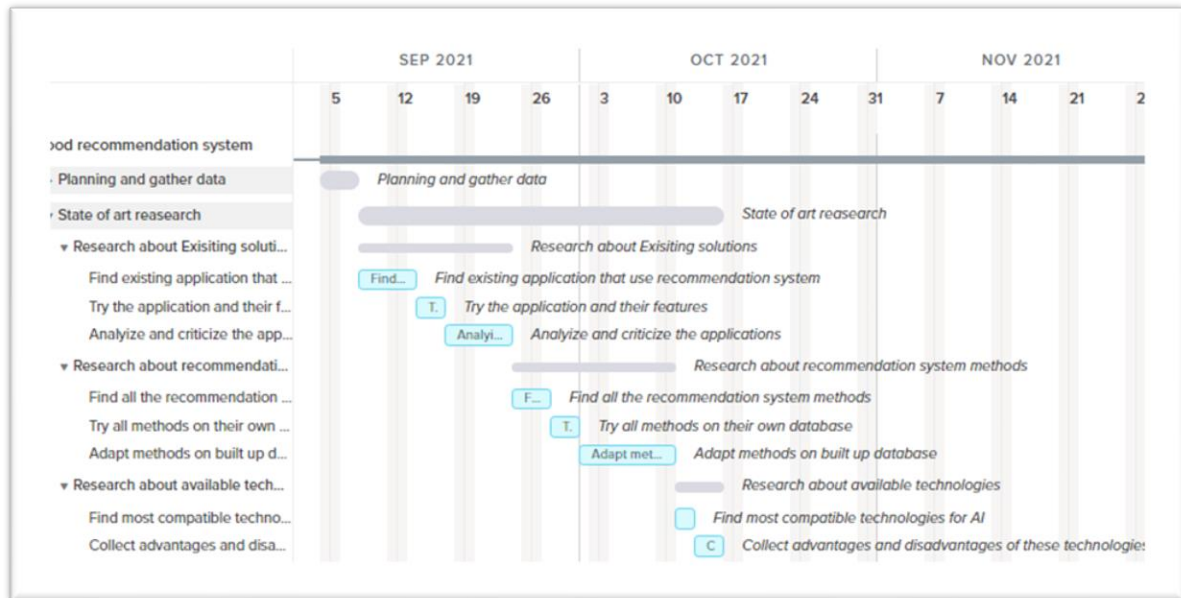 SEP 2021 OCT 2021 NOV 2021
5 12 19 26 3 10 17 24 31 7 14 21 2
ood recommendation system
Planning and gather data Planning and gather data
State of art reasearch State of art reasearch
Research about Exisiting soluti... Research about Exisiting solutions
Find existing application that ... Find... Find existing application that use recommendation system
Try the application and their f... T. Try the application and their features
Analyize and criticize the app... Analyi... Analyize and criticize the applications
Research about recommendati... Research about recommendation system methods
Find all the recommendation ... F... Find all the recommendation system methods
Try all methods on their own ... T. Try all methods on their own database
Adapt methods on built up d... Adapt met... Adapt methods on built up database
Research about available tech... Research about available technologies
Find most compatible techno... Find most compatible technologies for AI
Collect advantages and disa... C Collect advantages and disadvantages of these technologies